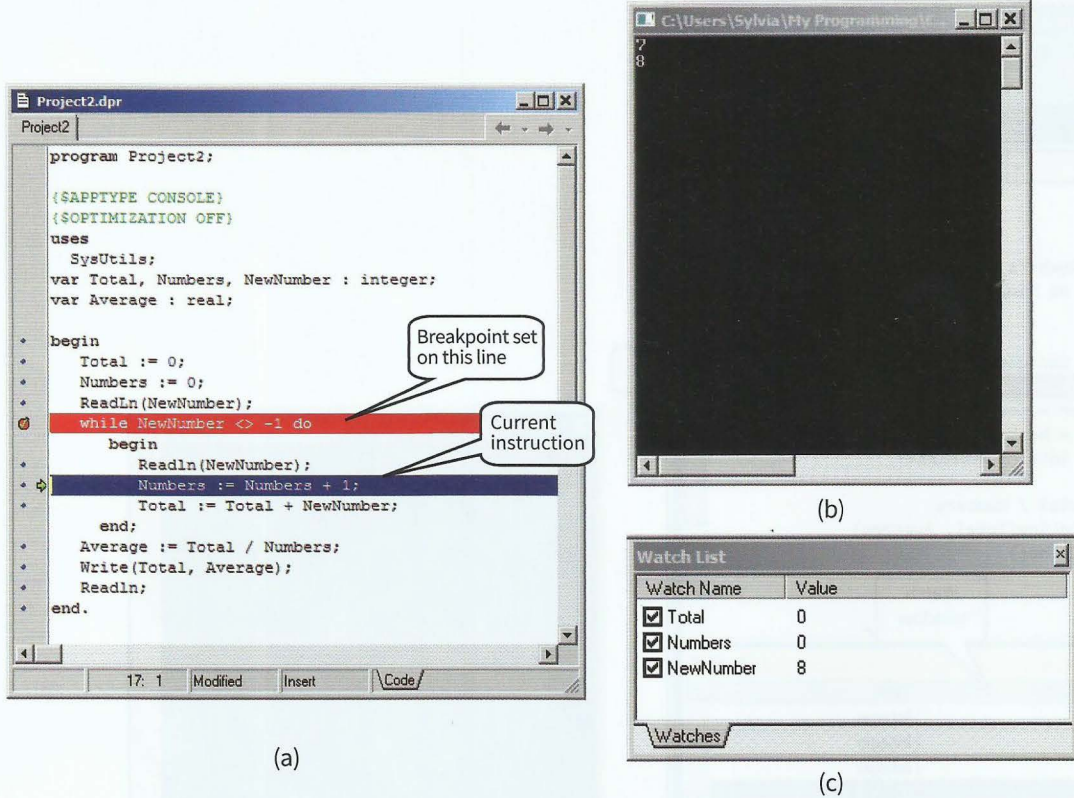 Project2.dpr
Project2
program Project2;
{$APPTYPE CONSOLE}
{$OPTIMIZATION OFF}
uses
SysUtils;
var Total, Numbers, NewNumber : integer;
var Average : real;
begin
Total := 0;
Numbers := 0;
ReadLn(NewNumber);
while NewNumber <> -1 do
begin
Readln(NewNumber);
Numbers := Numbers + 1;
Total := Total + NewNumber;
end;
Average := Total / Numbers;
Write(Total, Average);
Readln;
end.
Breakpoint set
on this line
Current
instruction
17: 1 Modified Insert \Code/
(a)
C:\Users\Sylvia\My Programming\C...
7
8
(b)
Watch List
Watch Name Value
Total 0
Numbers 0
NewNumber 8
Watches
(c)